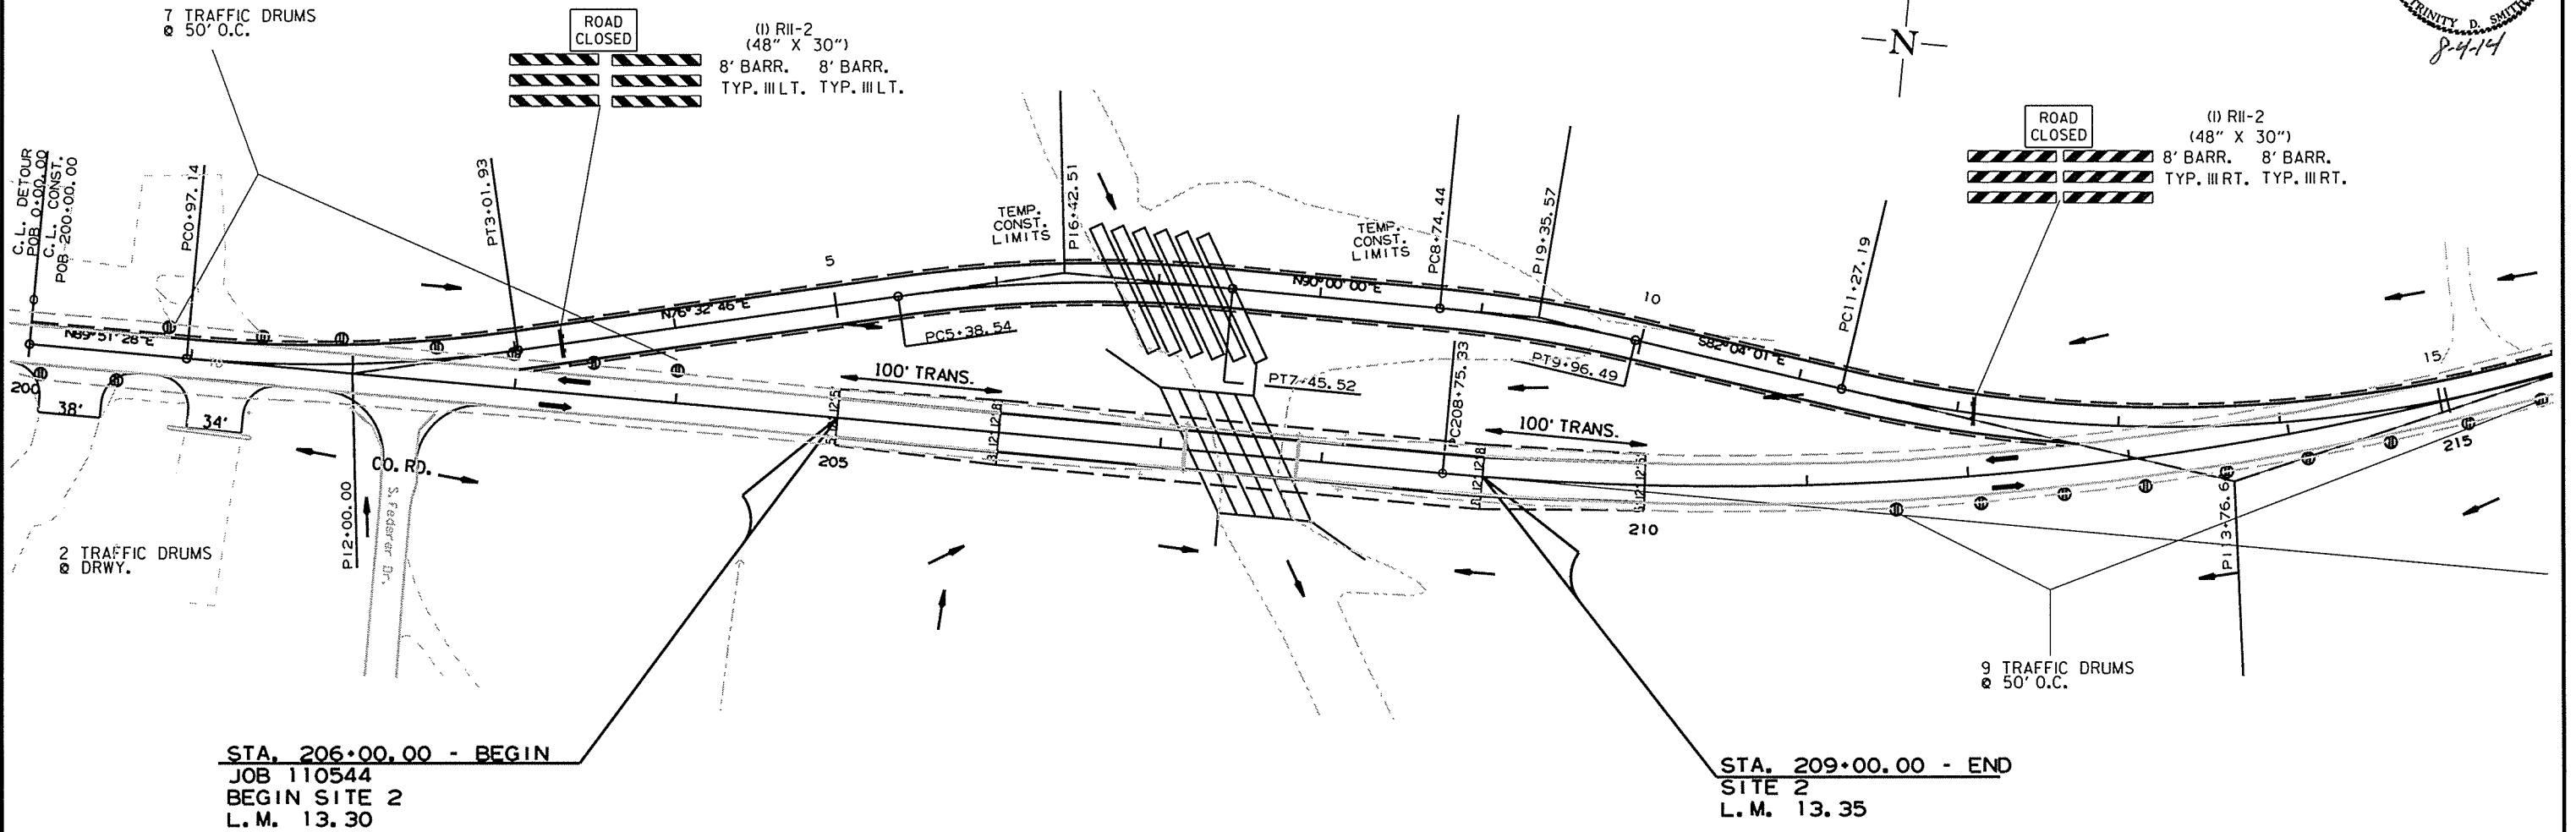 7 TRAFFIC DRUMS
@ 50' O.C.
ROAD
CLOSED
(1) R11-2
(48" X 30")
8' BARR. 8' BARR.
TYP. III LT. TYP. III LT.
N
TRINITY D. SMITH
8-4-14
ROAD
CLOSED
(1) R11-2
(48" X 30")
8' BARR. 8' BARR.
TYP. III RT. TYP. III RT.
C.L. DETOUR
POB 0+00.00
C.L. CONST.
POB 200+00.00
PC0+97.14
PT3+01.93
5
TEMP.
CONST.
LIMITS
PI6+42.51
TEMP.
CONST.
LIMITS
PC8+74.44
PI9+35.57
10
PC11+27.19
15
N89°51'28"E
N76°32'46"E
PC5+38.54
N90°00'00"E
PT7+45.52
PC208+75.33
PT9+96.49
S82°04'01"E
200
38'
34'
CO. RD.
S. Federer Dr.
PI2+00.00
2 TRAFFIC DRUMS
@ DRWY.
100' TRANS.
205
100' TRANS.
210
215
PI13+76.6
9 TRAFFIC DRUMS
@ 50' O.C.
STA. 206+00.00 - BEGIN
JOB 110544
BEGIN SITE 2
L.M. 13.30
STA. 209+00.00 - END
SITE 2
L.M. 13.35